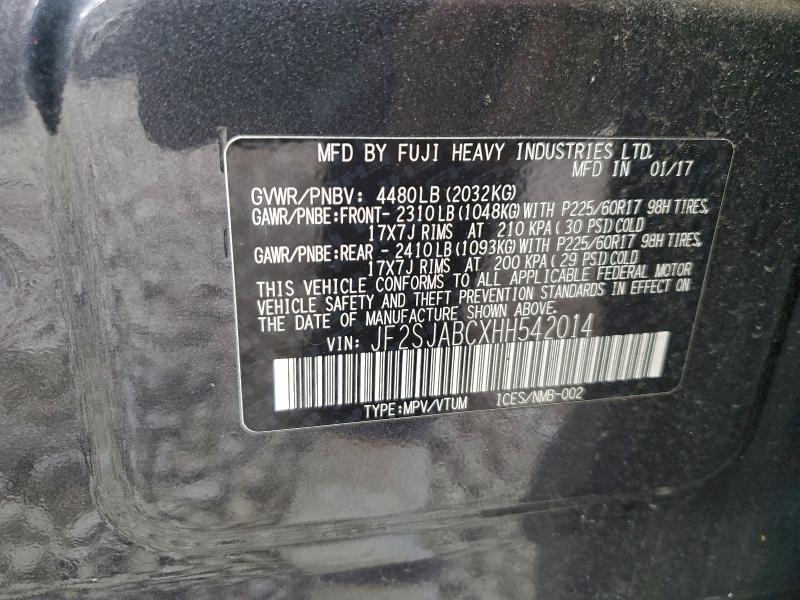 MFD BY FUJI HEAVY INDUSTRIES LTD.
MFD IN 01/17
GVWR/PNBV: 4480LB (2032KG)
GAWR/PNBE:FRONT- 2310LB (1048KG) WITH P225/60R17 98H TIRES,
17X7J RIMS AT 210 KPA ( 30 PSI) COLD
GAWR/PNBE:REAR - 2410LB (1093KG) WITH P225/60R17 98H TIRES,
17X7J RIMS AT 200 KPA ( 29 PSI) COLD
THIS VEHICLE CONFORMS TO ALL APPLICABLE FEDERAL MOTOR
VEHICLE SAFETY AND THEFT PREVENTION STANDARDS IN EFFECT ON
THE DATE OF MANUFACTURE SHOWN ABOVE.
VIN: JF2SJABCXHH542014
TYPE:MPV/VTUM ICES/NMB-002